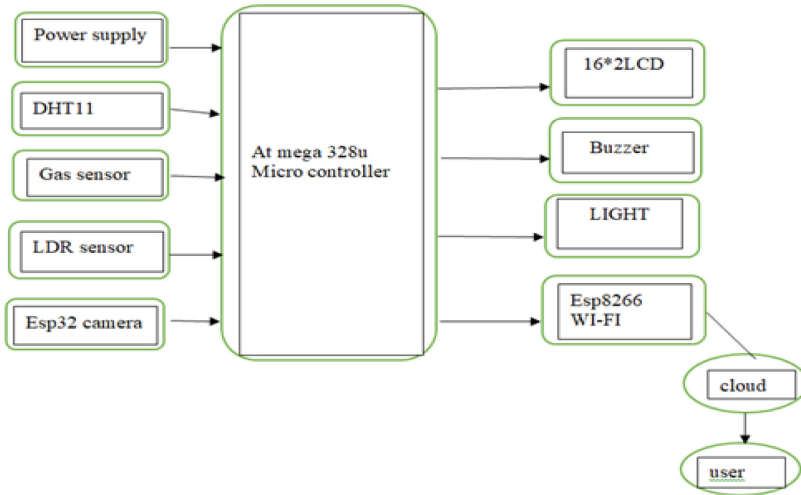 Power supply
DHT11
Gas sensor
LDR sensor
Esp32 camera
At mega 328u
Micro controller
16*2LCD
Buzzer
LIGHT
Esp8266
WI-FI
cloud
user